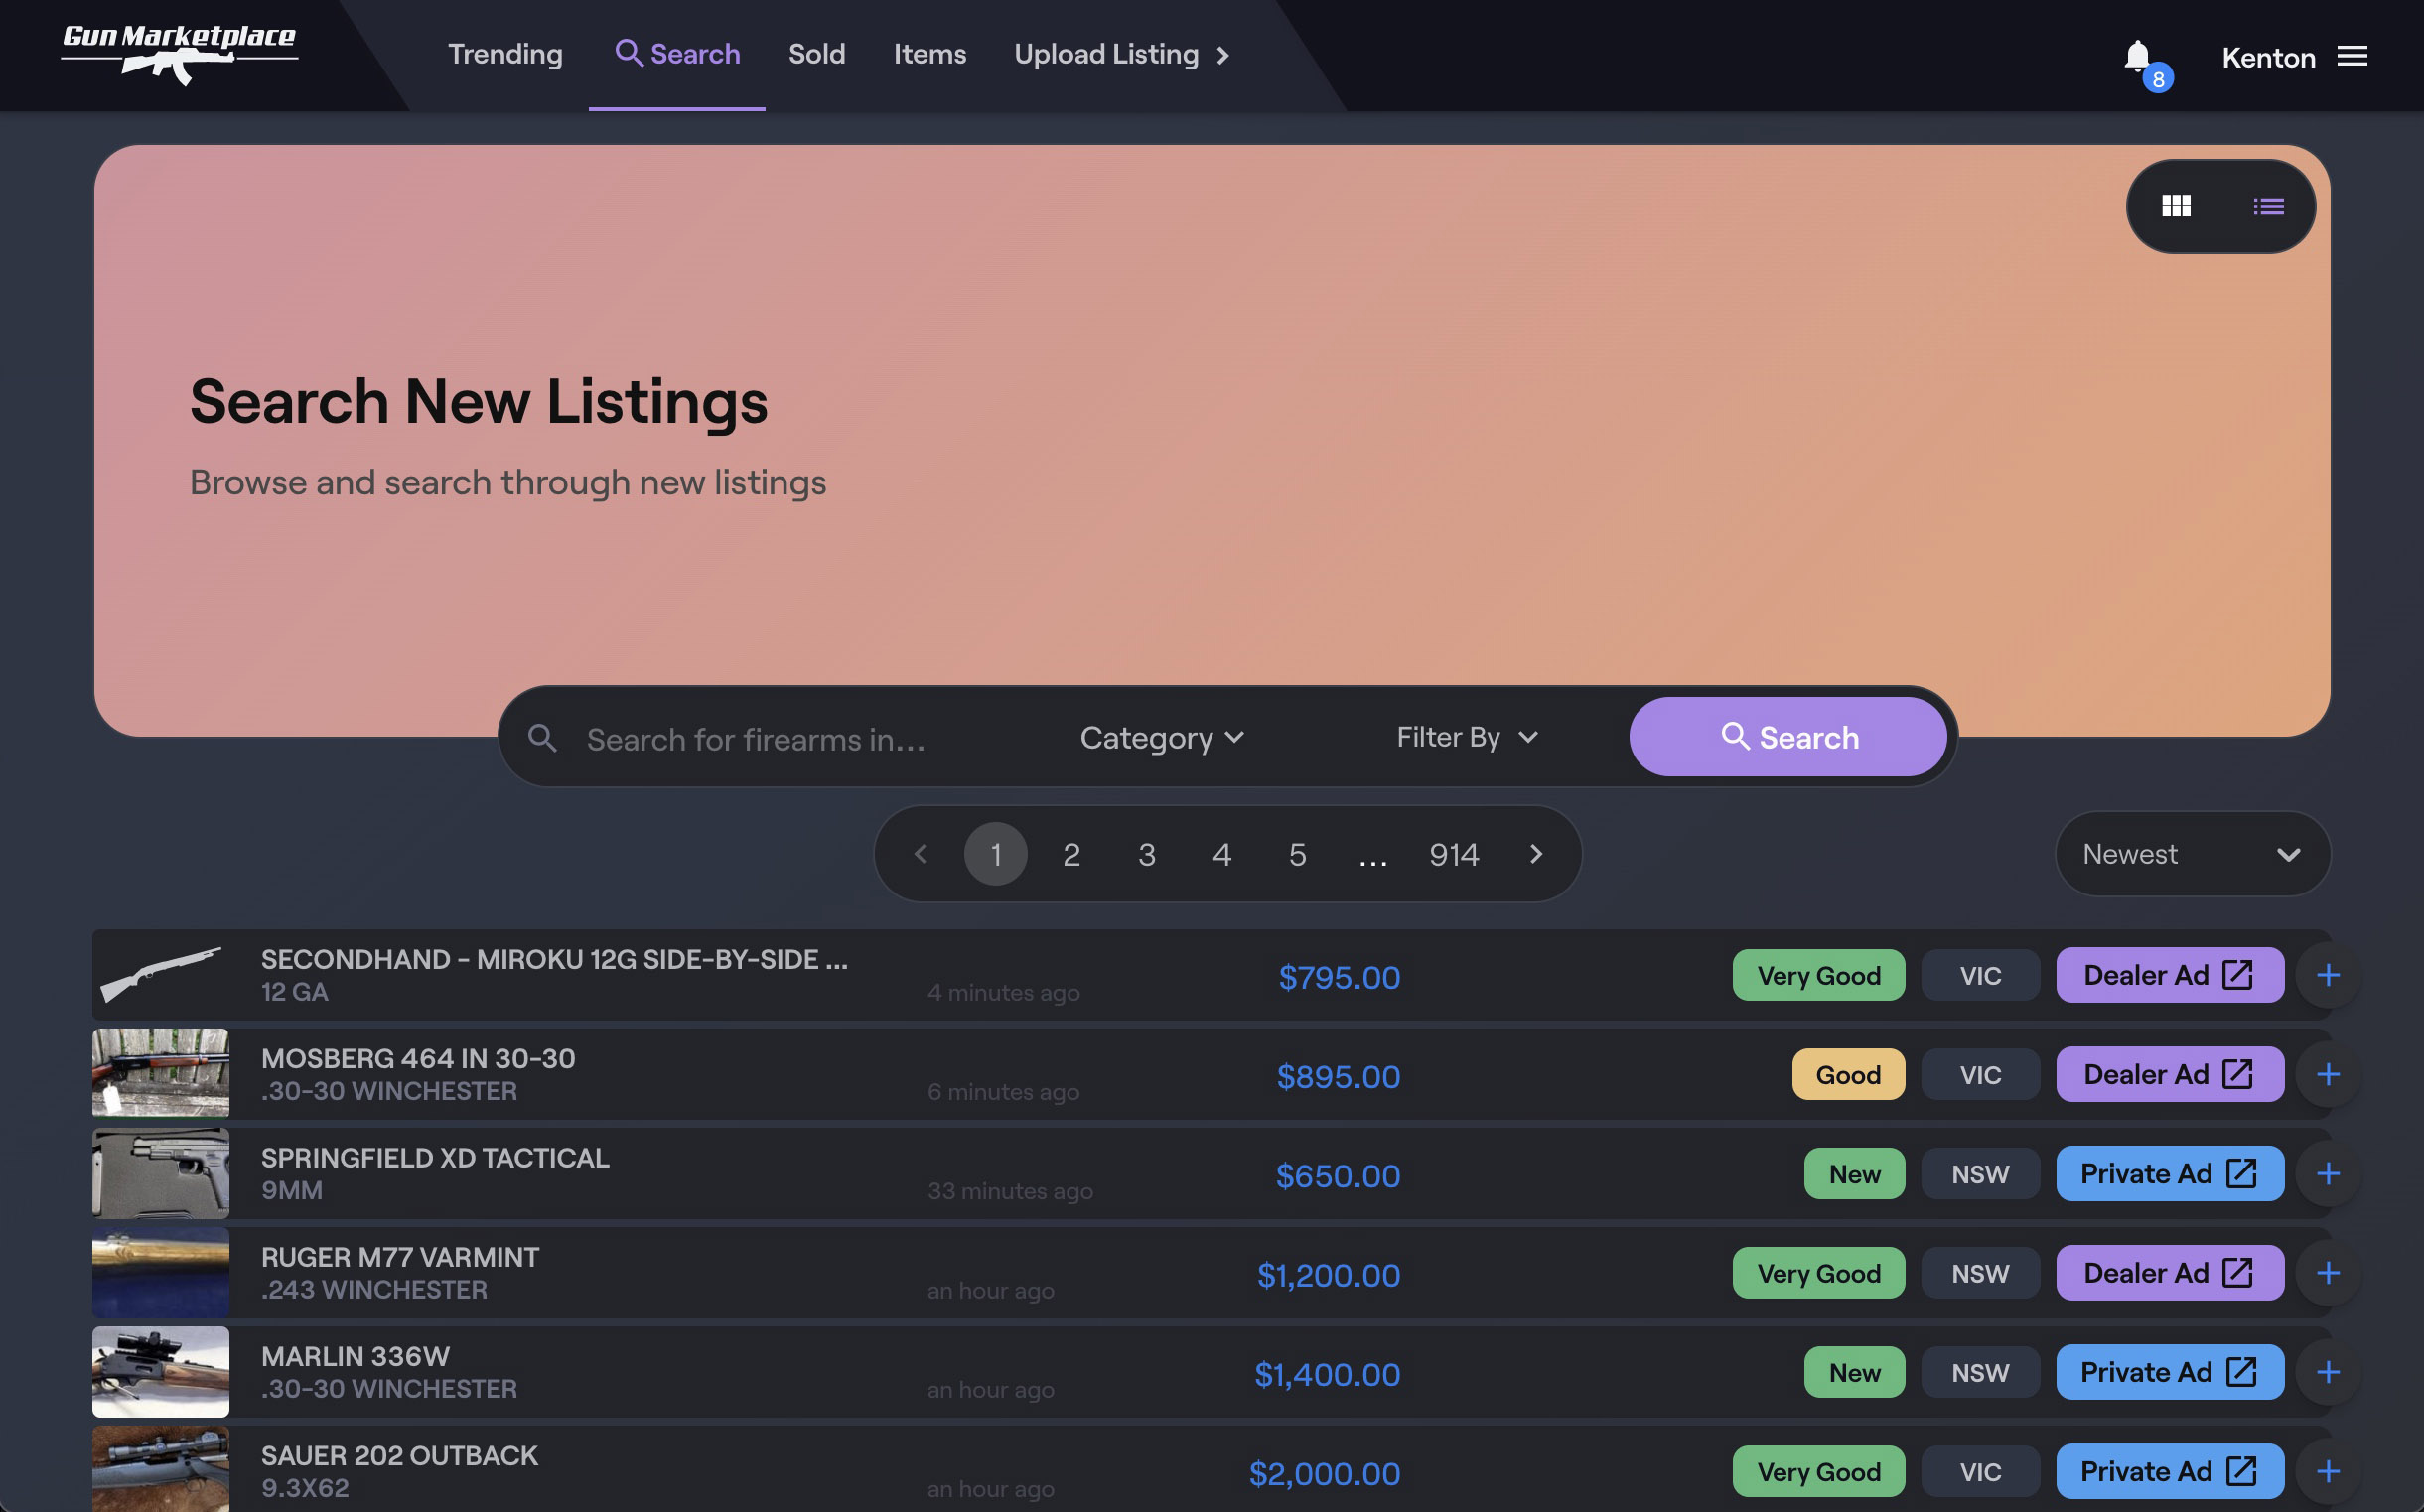 Gun Marketplace
Trending
Search
Sold
Items
Upload Listing
8
Kenton
Search New Listings
Browse and search through new listings
Search for firearms in...
Category
Filter By
Search
1 2 3 4 5 ... 914
Newest
SECONDHAND - MIROKU 12G SIDE-BY-SIDE ...
12 GA
4 minutes ago
$795.00
Very Good
VIC
Dealer Ad
MOSBERG 464 IN 30-30
.30-30 WINCHESTER
6 minutes ago
$895.00
Good
VIC
Dealer Ad
SPRINGFIELD XD TACTICAL
9MM
33 minutes ago
$650.00
New
NSW
Private Ad
RUGER M77 VARMINT
.243 WINCHESTER
an hour ago
$1,200.00
Very Good
NSW
Dealer Ad
MARLIN 336W
.30-30 WINCHESTER
an hour ago
$1,400.00
New
NSW
Private Ad
SAUER 202 OUTBACK
9.3X62
an hour ago
$2,000.00
Very Good
VIC
Private Ad